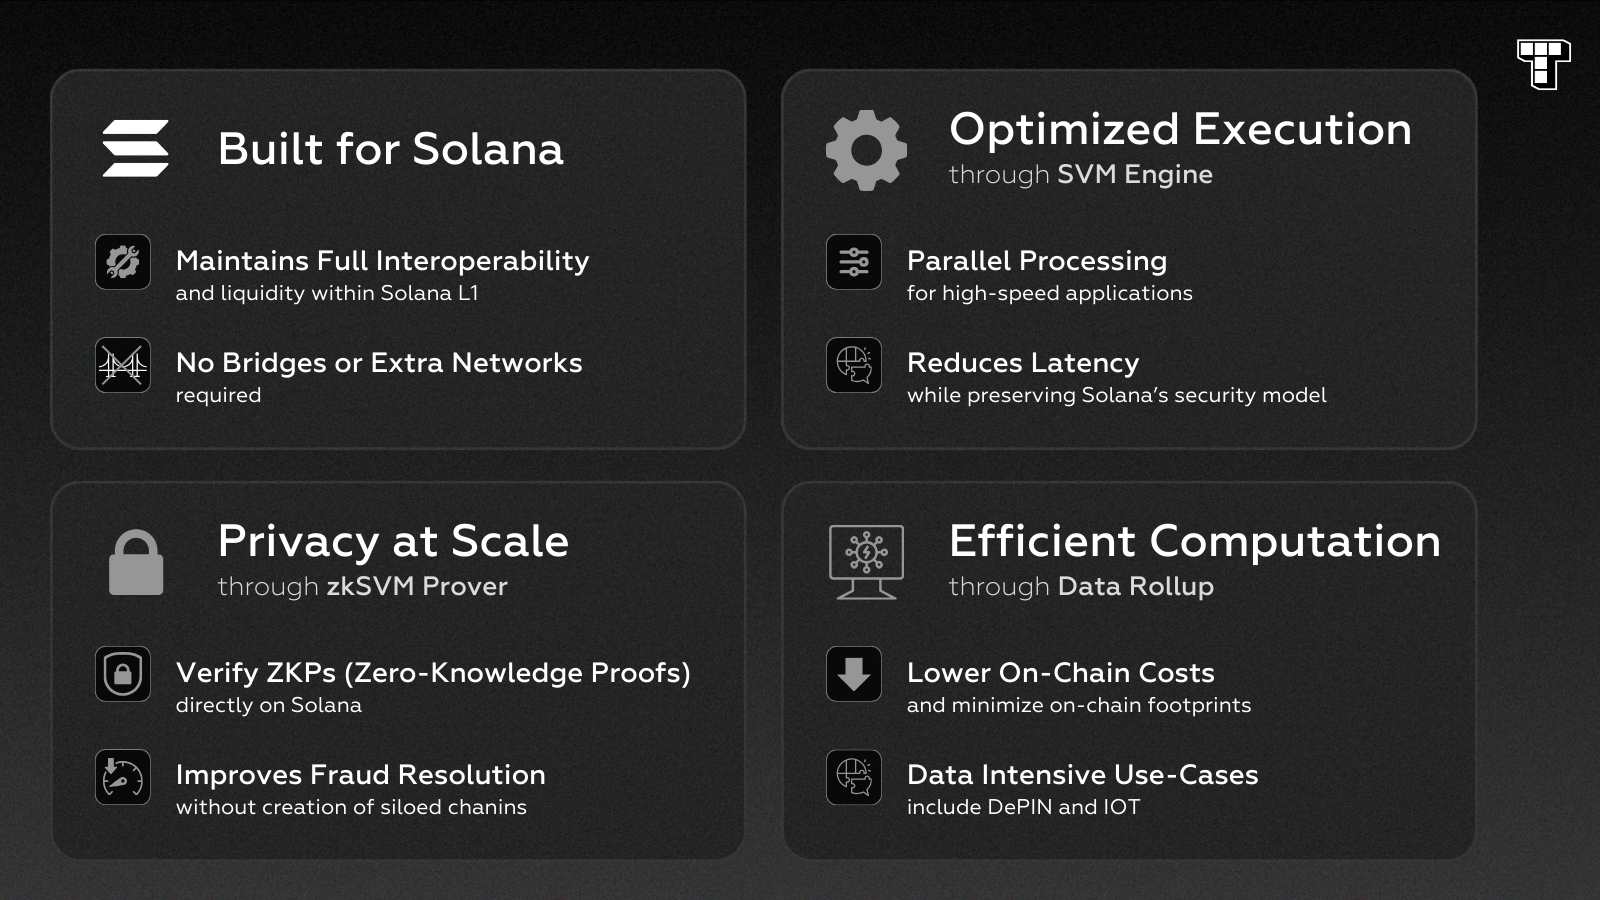 Built for Solana
Maintains Full Interoperability
and liquidity within Solana L1
No Bridges or Extra Networks
required
Optimized Execution
through SVM Engine
Parallel Processing
for high-speed applications
Reduces Latency
while preserving Solana’s security model
Privacy at Scale
through zkSVM Prover
Verify ZKPs (Zero-Knowledge Proofs)
directly on Solana
Improves Fraud Resolution
without creation of siloed chanins
Efficient Computation
through Data Rollup
Lower On-Chain Costs
and minimize on-chain footprints
Data Intensive Use-Cases
include DePIN and IOT